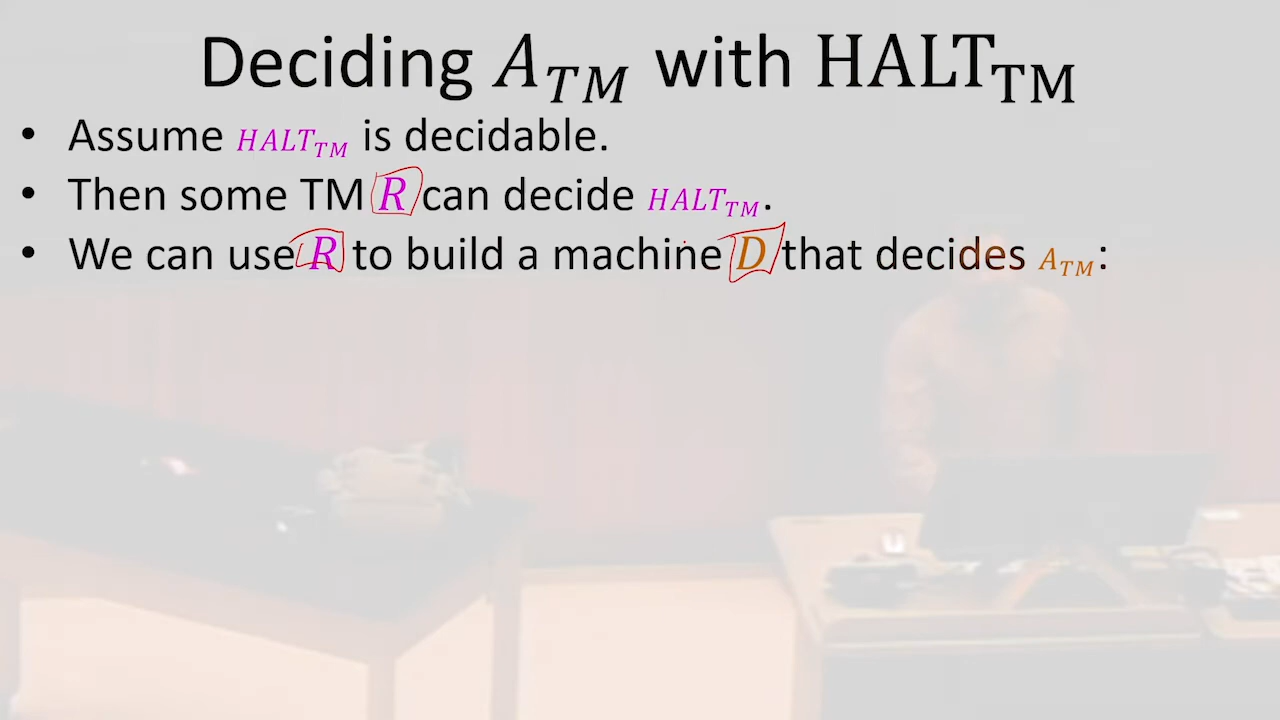 Deciding A_TM with HALT_TM
• Assume HALT_TM is decidable.
• Then some TM R can decide HALT_TM.
• We can use R to build a machine D that decides A_TM: